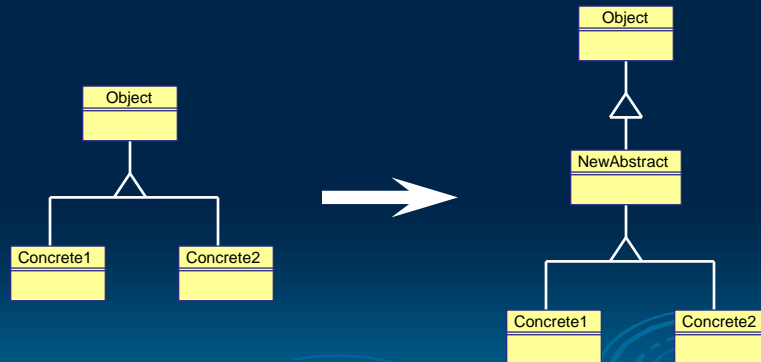 Object
Concrete1
Concrete2
Object
NewAbstract
Concrete1
Concrete2